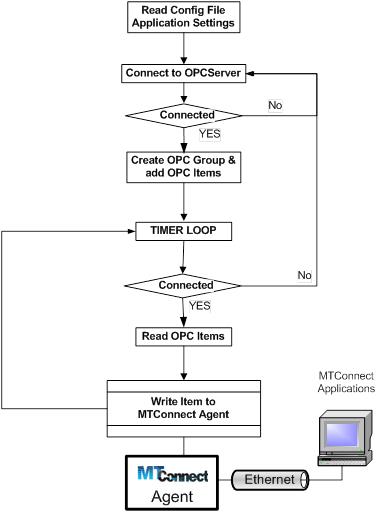 Read Config File
Application Settings
Connect to OPCServer
Connected
No
YES
Create OPC Group &
add OPC Items
TIMER LOOP
Connected
No
YES
Read OPC Items
Write Item to
MTConnect Agent
MTConnect
Applications
MTConnect
Agent
Ethernet